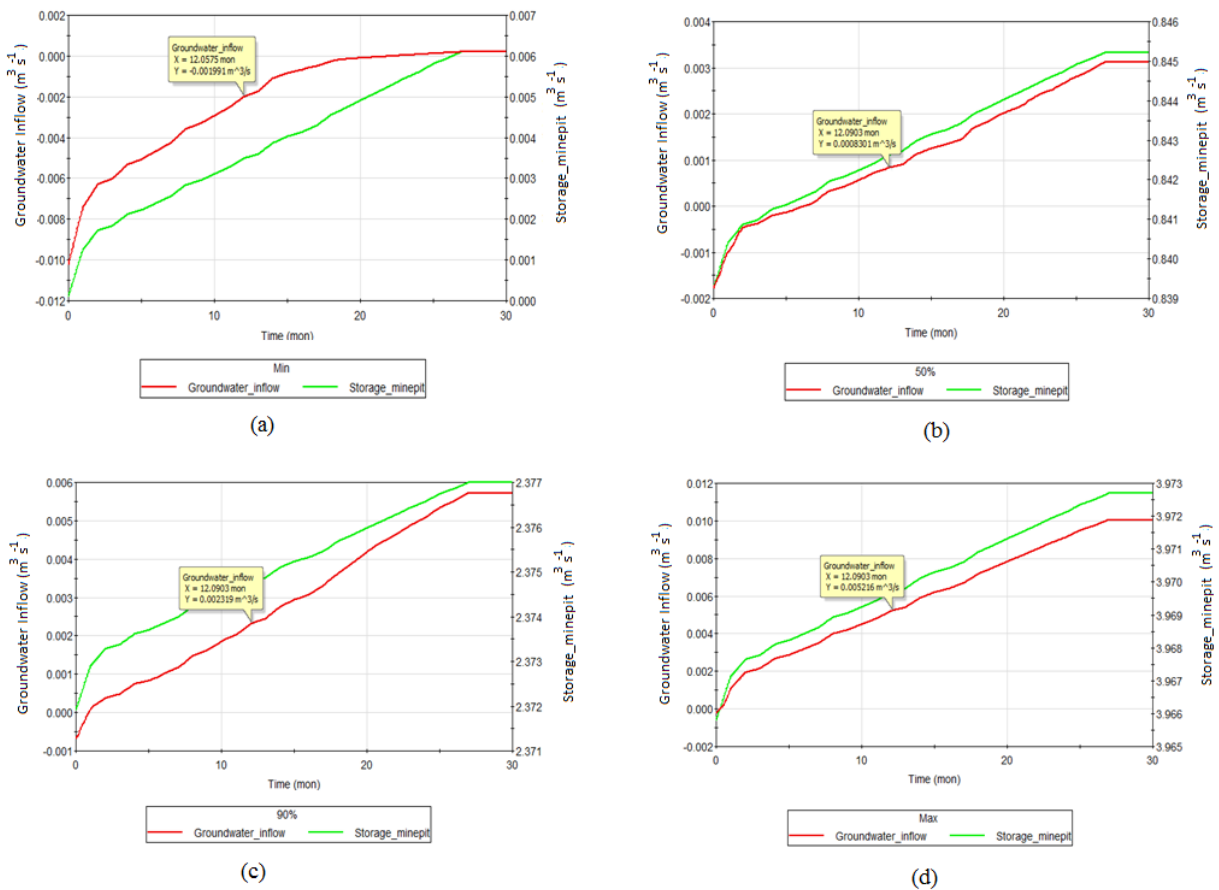 0.002
0.000
-0.002
-0.004
-0.006
-0.008
-0.010
-0.012
Groundwater Inflow (m³ s⁻¹)
0.007
0.006
0.005
0.004
0.003
0.002
0.001
0.000
Storage_minepit (m³ s⁻¹)
Groundwater_inflow
X = 12.0575 mon
Y = -0.001991 m^3/s
0 10 20 30
Time (mon)
Min
Groundwater_inflow Storage_minepit
(a)
0.004
0.003
0.002
0.001
0.000
-0.001
-0.002
Groundwater Inflow (m³ s⁻¹)
0.846
0.845
0.844
0.843
0.842
0.841
0.840
0.839
Storage_minepit (m³ s⁻¹)
Groundwater_inflow
X = 12.0903 mon
Y = 0.0008301 m^3/s
0 10 20 30
Time (mon)
50%
Groundwater_inflow Storage_minepit
(b)
0.006
0.005
0.004
0.003
0.002
0.001
0.000
-0.001
Groundwater Inflow (m³ s⁻¹)
2.377
2.376
2.375
2.374
2.373
2.372
2.371
Storage_minepit (m³ s⁻¹)
Groundwater_inflow
X = 12.0903 mon
Y = 0.002319 m^3/s
0 10 20 30
Time (mon)
90%
Groundwater_inflow Storage_minepit
(c)
0.012
0.010
0.008
0.006
0.004
0.002
0.000
-0.002
Groundwater Inflow (m³ s⁻¹)
3.973
3.972
3.971
3.970
3.969
3.968
3.967
3.966
3.965
Storage_minepit (m³ s⁻¹)
Groundwater_inflow
X = 12.0903 mon
Y = 0.005216 m^3/s
0 10 20 30
Time (mon)
Max
Groundwater_inflow Storage_minepit
(d)